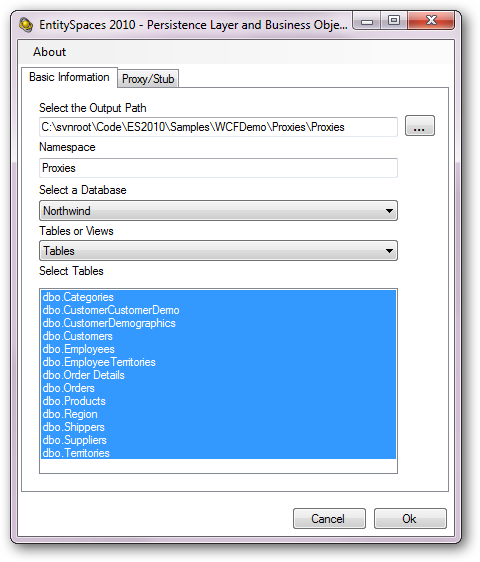 EntitySpaces 2010 - Persistence Layer and Business Obje...
About
Basic Information Proxy/Stub
Select the Output Path
C:\svnroot\Code\ES2010\Samples\WCFDemo\Proxies\Proxies ...
Namespace
Proxies
Select a Database
Northwind
Tables or Views
Tables
Select Tables
dbo.Categories
dbo.CustomerCustomerDemo
dbo.CustomerDemographics
dbo.Customers
dbo.Employees
dbo.EmployeeTerritories
dbo.Order Details
dbo.Orders
dbo.Products
dbo.Region
dbo.Shippers
dbo.Suppliers
dbo.Territories
Cancel Ok